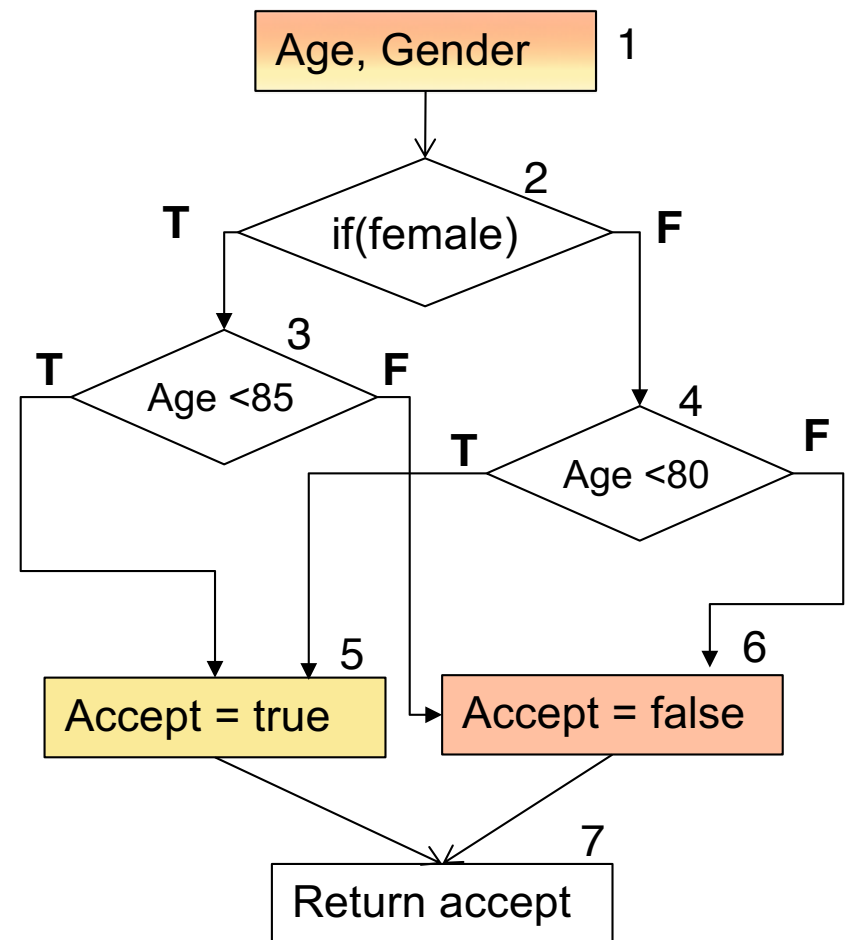 Age, Gender
1
2
T
if(female)
F
3
T
Age <85
F
4
T
Age <80
F
5
6
Accept = true
Accept = false
7
Return accept